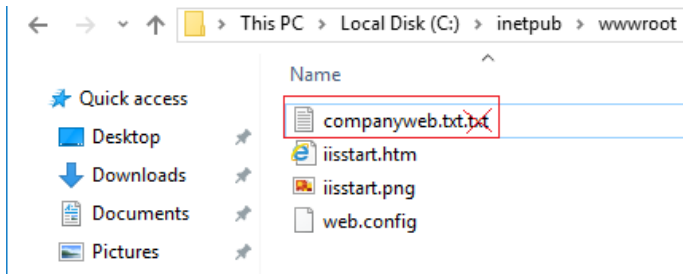 This PC > Local Disk (C:) > inetpub > wwwroot
Name
Quick access
companyweb.txt.txt
Desktop
iisstart.htm
Downloads
iisstart.png
Documents
web.config
Pictures